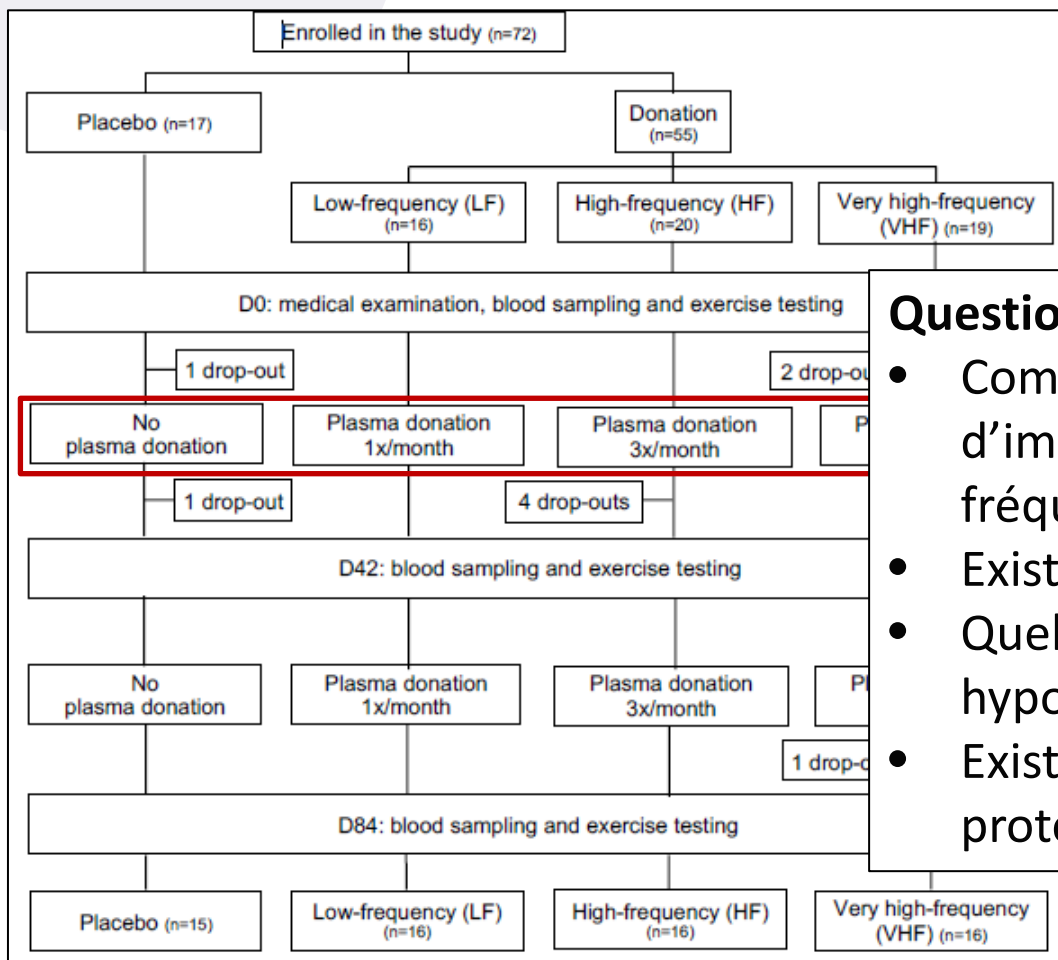 Enrolled in the study (n=72)
Placebo (n=17)
Donation
(n=55)
Low-frequency (LF)
(n=16)
High-frequency (HF)
(n=20)
Very high-frequency
(VHF) (n=19)
D0: medical examination, blood sampling and exercise testing
1 drop-out
2 drop-ou
No
plasma donation
Plasma donation
1x/month
Plasma donation
3x/month
P
1 drop-out
4 drop-outs
D42: blood sampling and exercise testing
No
plasma donation
Plasma donation
1x/month
Plasma donation
3x/month
Pl
1 drop-o
D84: blood sampling and exercise testing
Placebo (n=15)
Low-frequency (LF)
(n=16)
High-frequency (HF)
(n=16)
Very high-frequency
(VHF) (n=16)
Questio
• Com
d’im
fréqu
• Exist
• Quel
hypo
• Exist
proté